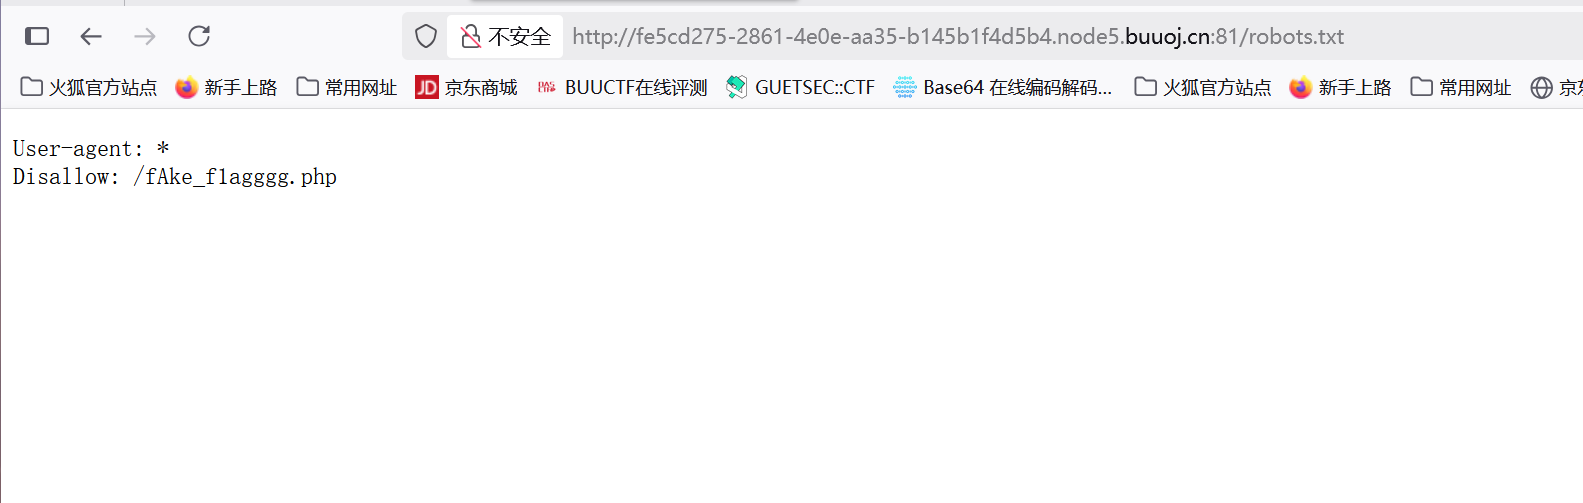 不安全 http://fe5cd275-2861-4e0e-aa35-b145b1f4d5b4.node5.buuoj.cn:81/robots.txt
火狐官方站点 新手上路 常用网址 JD 京东商城 BUUCTF在线评测 GUETSEC::CTF Base64 在线编码解码... 火狐官方站点 新手上路 常用网址 京东
User-agent: *
Disallow: /fAke_f1agggg.php